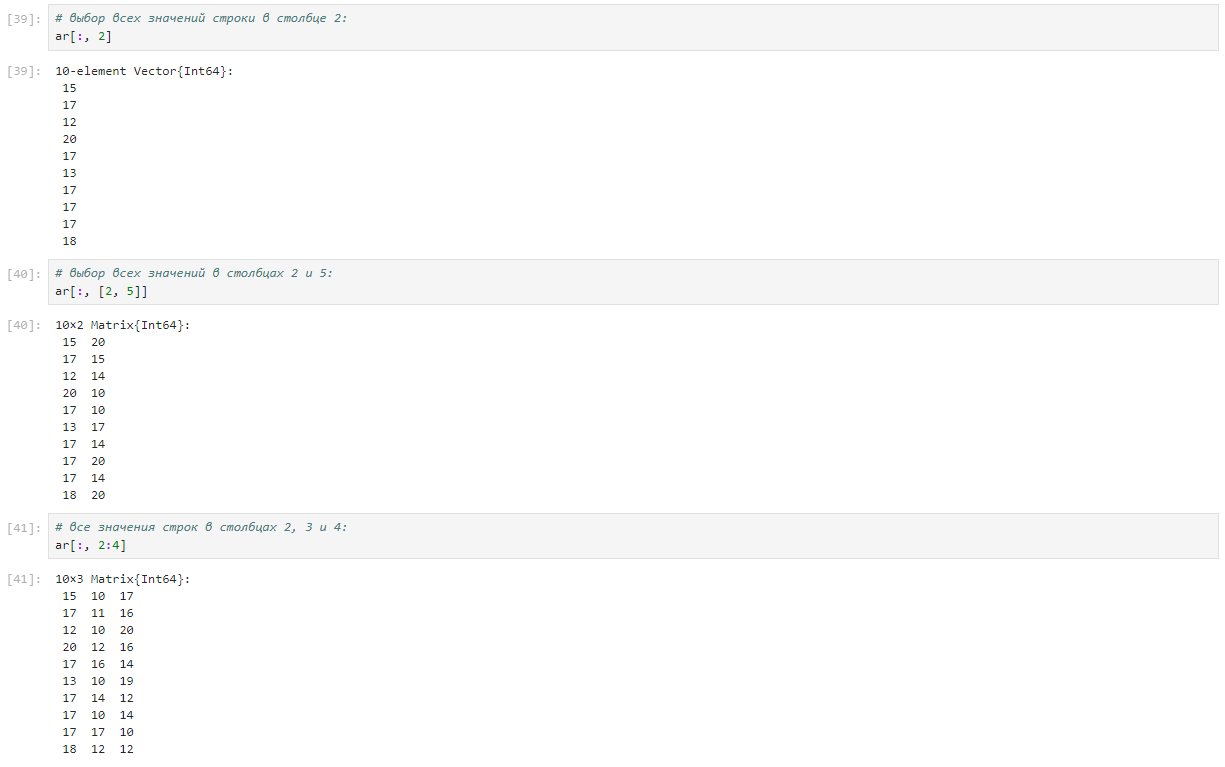 [39]: # выбор всех значений строки в столбце 2:
ar[:, 2]
[39]: 10-element Vector{Int64}:
15
17
12
20
17
13
17
17
17
18
[40]: # выбор всех значений в столбцах 2 и 5:
ar[:, [2, 5]]
[40]: 10×2 Matrix{Int64}:
15 20
17 15
12 14
20 10
17 10
13 17
17 14
17 20
17 14
18 20
[41]: # все значения строк в столбцах 2, 3 и 4:
ar[:, 2:4]
[41]: 10×3 Matrix{Int64}:
15 10 17
17 11 16
12 10 20
20 12 16
17 16 14
13 10 19
17 14 12
17 10 14
17 17 10
18 12 12